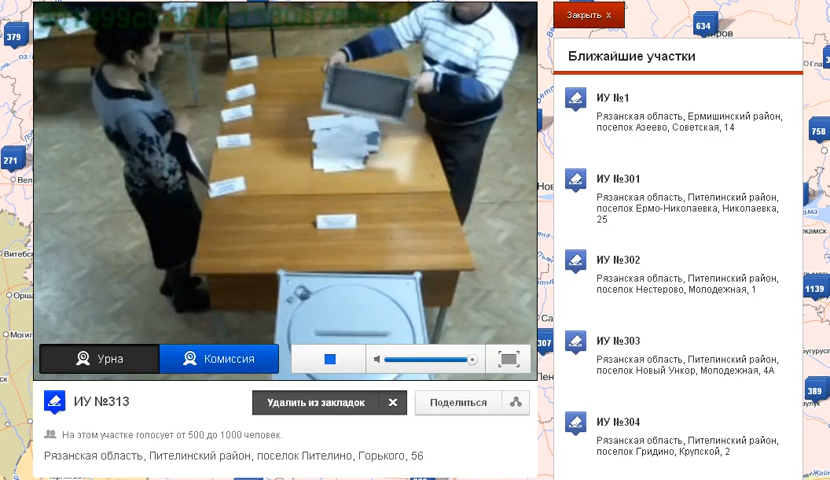 Закрыть x
Ближайшие участки
ИУ №1
Рязанская область, Ермишинский район,
поселок Азеево, Советская, 14
ИУ №301
Рязанская область, Пителинский район,
поселок Ермо-Николаевка, Николаевка,
25
ИУ №302
Рязанская область, Пителинский район,
поселок Нестерово, Молодежная, 1
ИУ №303
Рязанская область, Пителинский район,
поселок Новый Ункор, Молодежная, 4А
ИУ №304
Рязанская область, Пителинский район,
поселок Гридино, Крупской, 2
Урна
Комиссия
ИУ №313
Удалить из закладок
Поделиться
На этом участке голосует от 500 до 1000 человек.
Рязанская область, Пителинский район, поселок Пителино, Горького, 56
379
271
634
758
1139
307
389